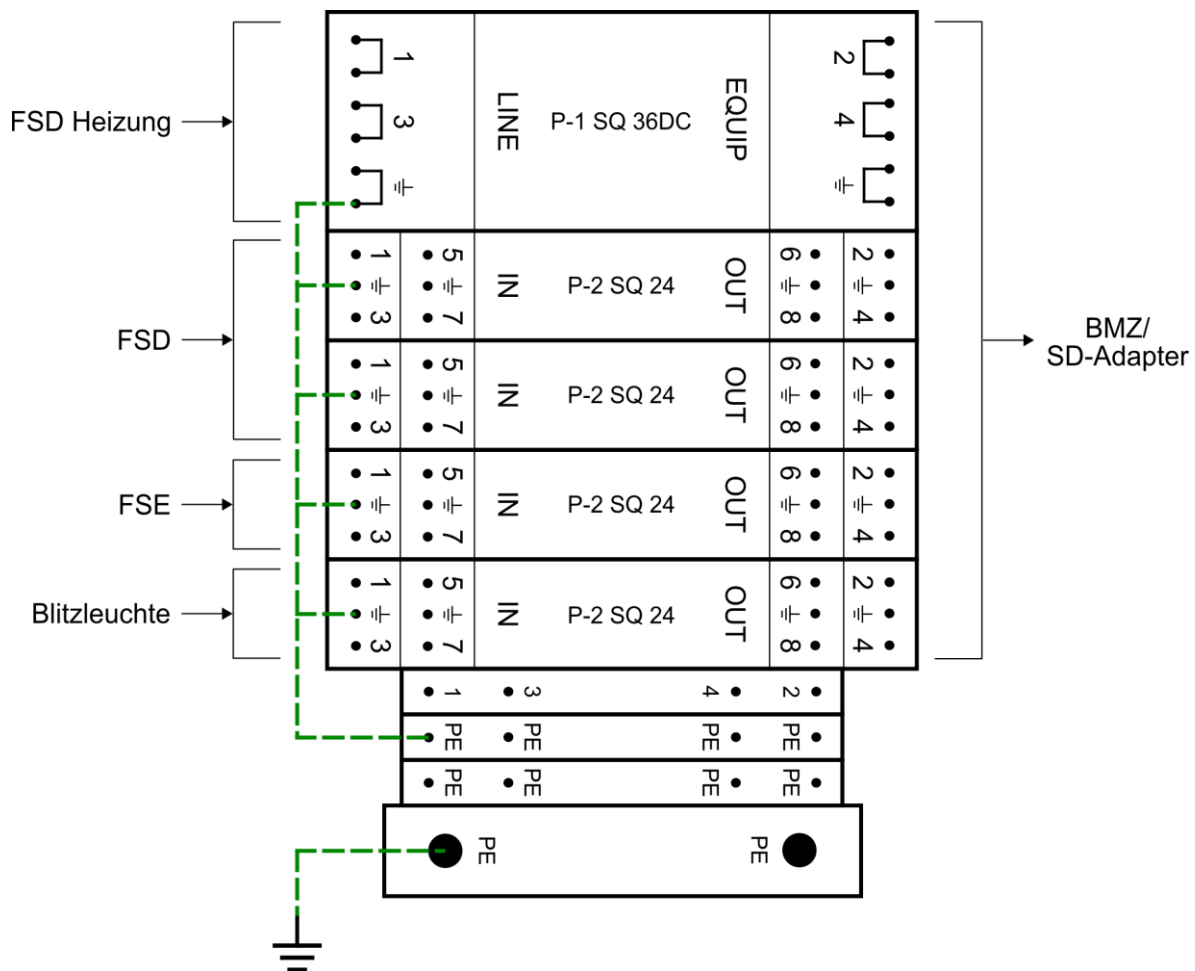 FSD Heizung
1
3
LINE
P-1 SQ 36DC
EQUIP
2
4
FSD
1
3
5
7
IN
P-2 SQ 24
OUT
6
8
2
4
1
3
5
7
IN
P-2 SQ 24
OUT
6
8
2
4
BMZ/
SD-Adapter
FSE
1
3
5
7
IN
P-2 SQ 24
OUT
6
8
2
4
Blitzleuchte
1
3
5
7
IN
P-2 SQ 24
OUT
6
8
2
4
1 3 4 2
PE PE PE PE
PE PE PE PE
PE PE